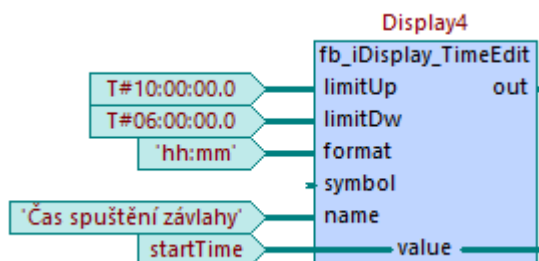 Display4
fb_iDisplay_TimeEdit
T#10:00:00.0 limitUp out
T#06:00:00.0 limitDw
'hh:mm' format
symbol
'Čas spuštění závlahy' name
startTime value